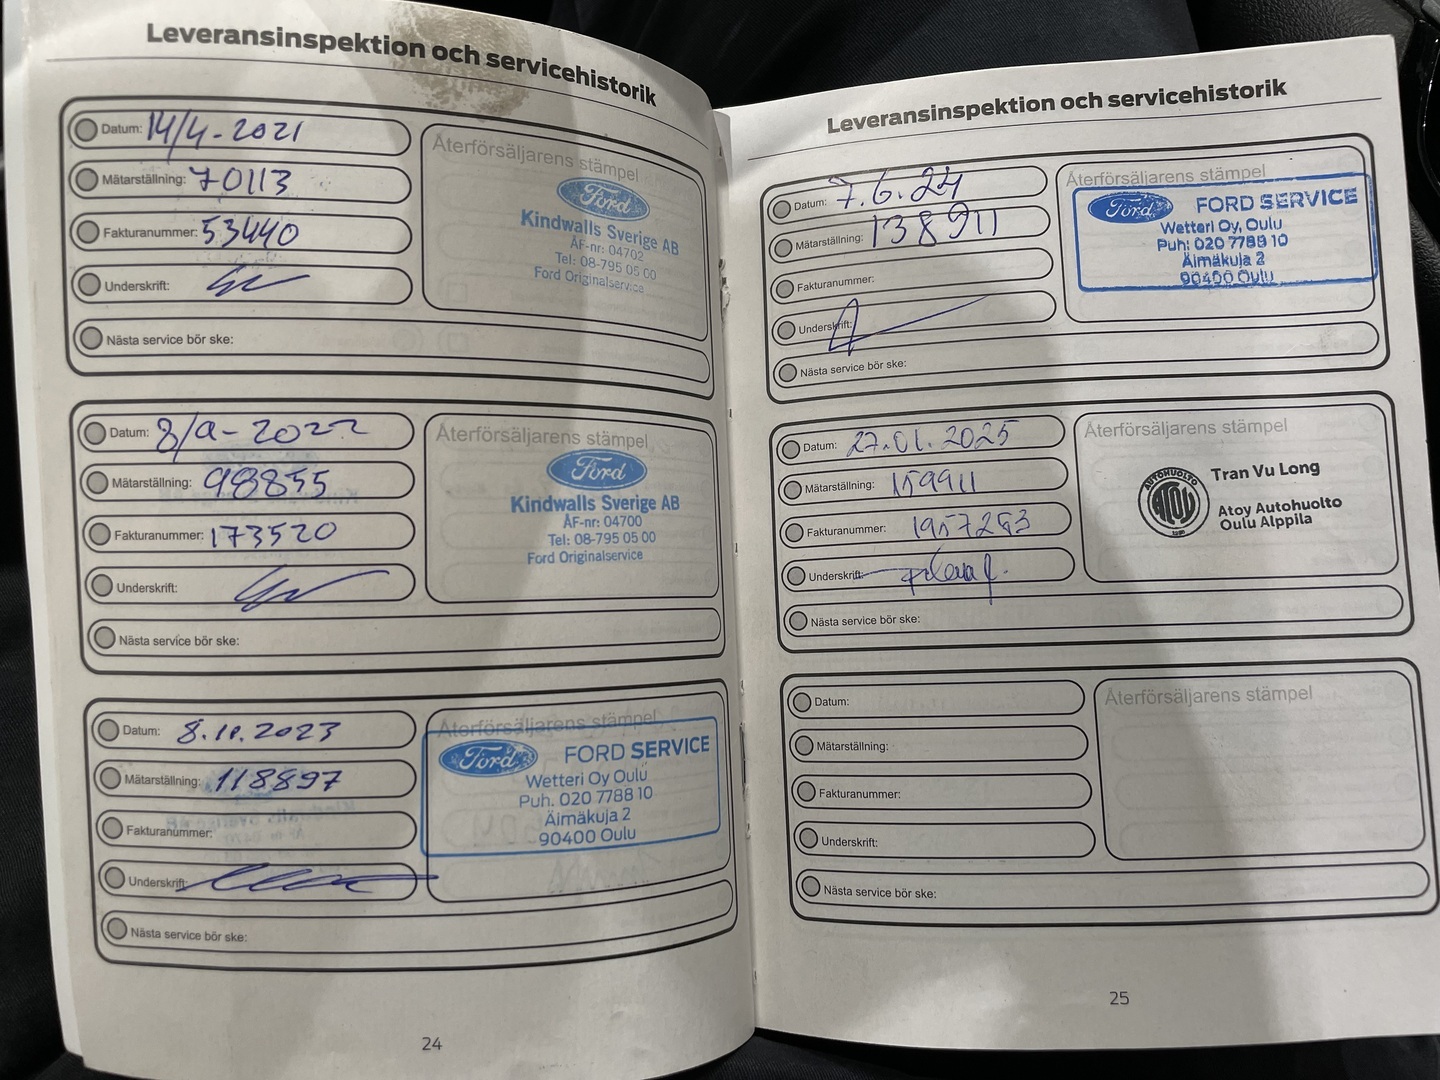 Leveransinspektion och servicehistorik
Datum: 14/4-2021
Mätarställning: 70113
Fakturanummer: 53440
Underskrift:
Nästa service bör ske:
Återförsäljarens stämpel
Ford
Kindwalls Sverige AB
ÅF-nr: 04702
Tel: 08-795 05 00
Ford Originalservice
Datum: 8/9-2022
Mätarställning: 98855
Fakturanummer: 173520
Underskrift:
Nästa service bör ske:
Återförsäljarens stämpel
Ford
Kindwalls Sverige AB
ÅF-nr: 04700
Tel: 08-795 05 00
Ford Originalservice
Datum: 8.10.2023
Mätarställning: 118897
Fakturanummer:
Underskrift:
Nästa service bör ske:
Återförsäljarens stämpel
Ford FORD SERVICE
Wetteri Oy Oulu
Puh. 020 7788 10
Äimäkuja 2
90400 Oulu
24
Leveransinspektion och servicehistorik
Datum: 7.6.24
Mätarställning: 138911
Fakturanummer:
Underskrift:
Nästa service bör ske:
Återförsäljarens stämpel
Ford FORD SERVICE
Wetteri Oy, Oulu
Puh: 020 7788 10
Äimäkuja 2
90400 Oulu
Datum: 27.01.2025
Mätarställning: 159911
Fakturanummer: 1957283
Underskrift:
Nästa service bör ske:
Återförsäljarens stämpel
AUTOHUOLTO
ATOY
Tran Vu Long
Atoy Autohuolto
Oulu Alppila
Datum:
Mätarställning:
Fakturanummer:
Underskrift:
Nästa service bör ske:
Återförsäljarens stämpel
25